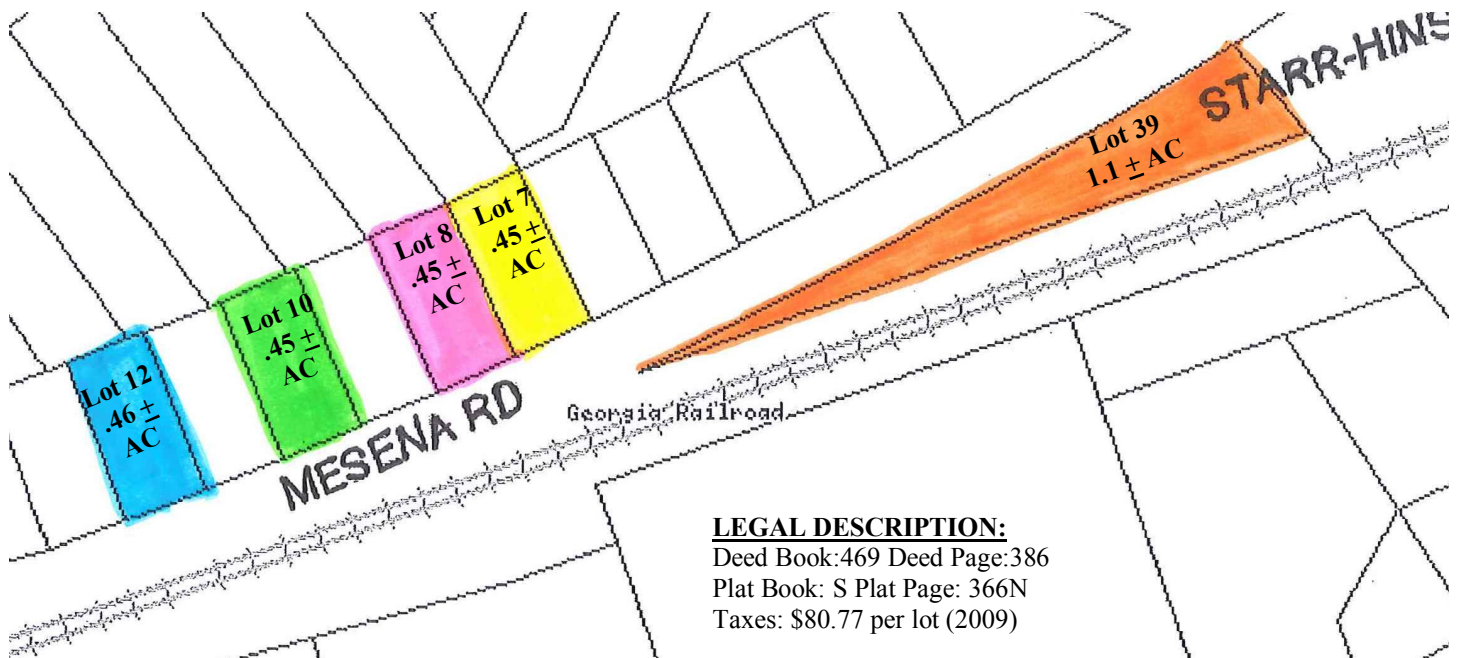 STARR-HINS
Lot 39
1.1 ± AC
Lot 7
.45 ±
AC
Lot 8
.45 ±
AC
Lot 10
.45 ±
AC
Lot 12
.46 ±
AC
MESENA RD
Georgia Railroad
LEGAL DESCRIPTION:
Deed Book:469 Deed Page:386
Plat Book: S Plat Page: 366N
Taxes: $80.77 per lot (2009)